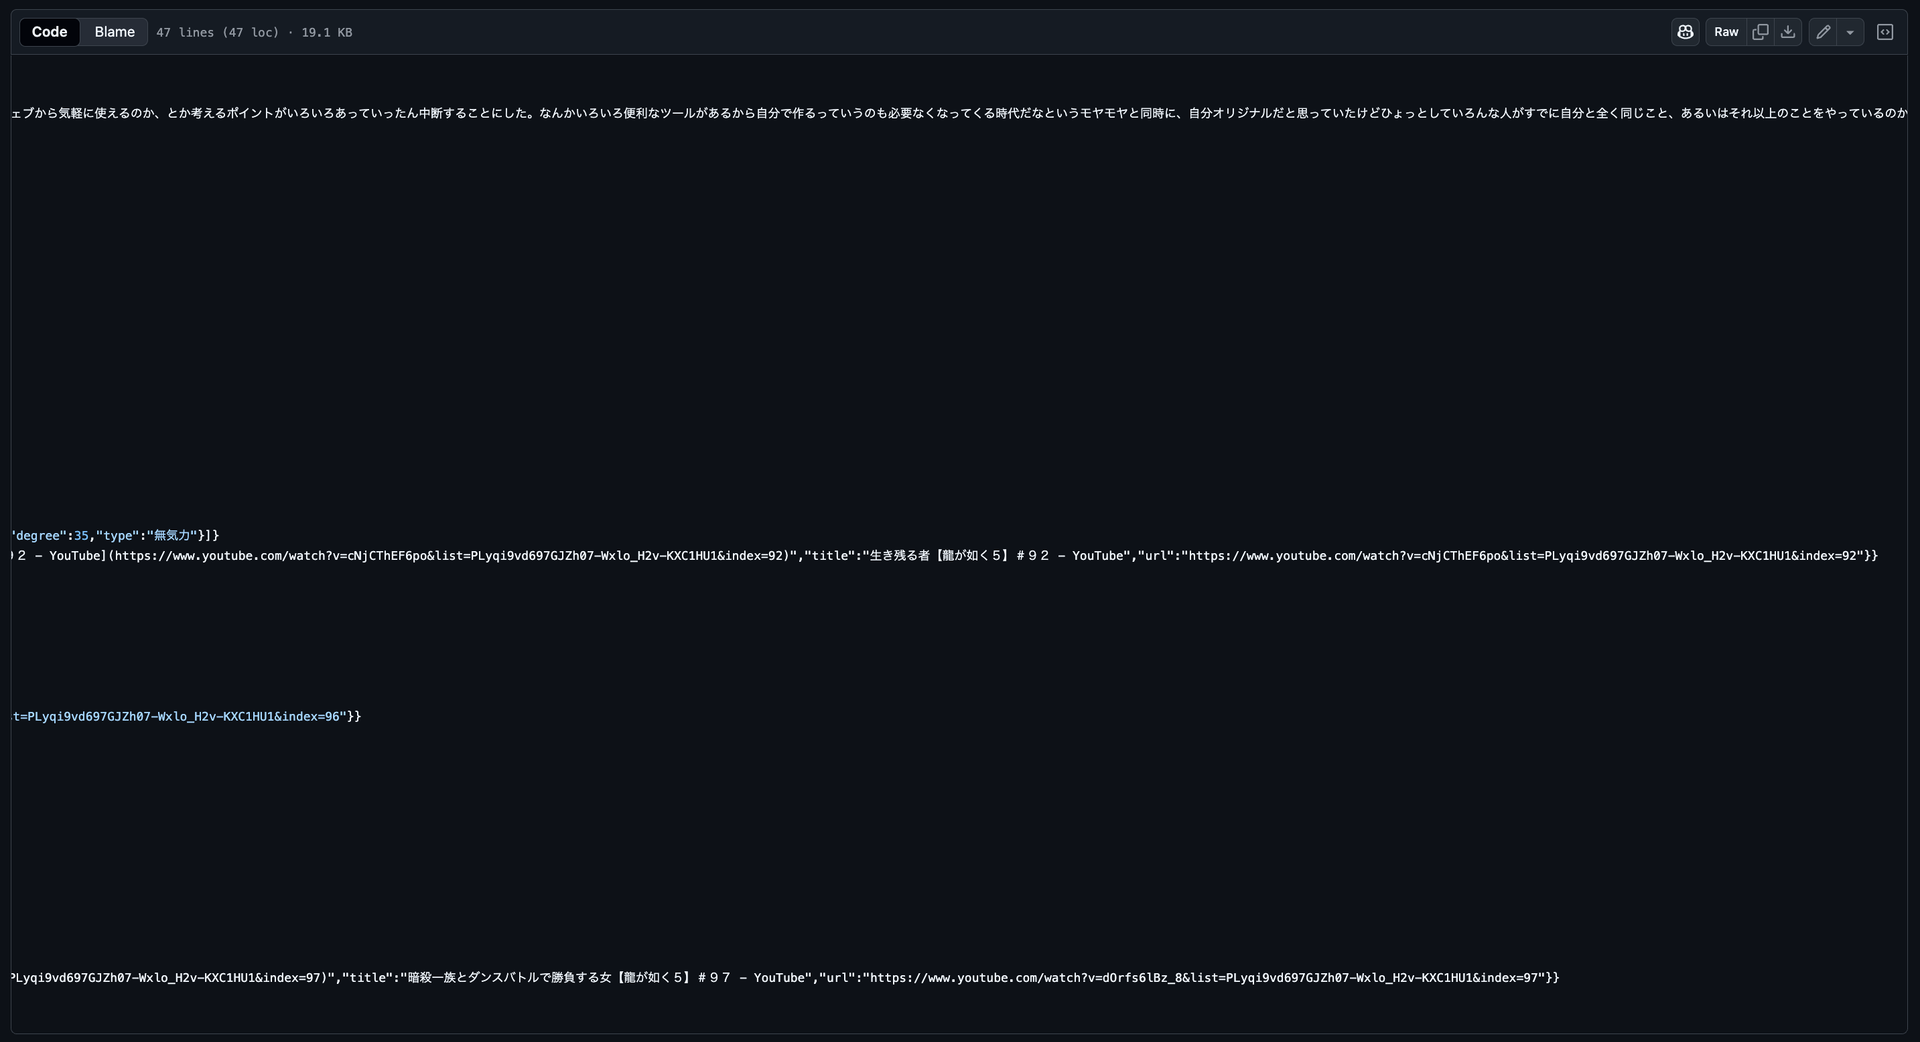 Code Blame 47 lines (47 loc) · 19.1 KB Raw
ェブから気軽に使えるのか、とか考えるポイントがいろいろあっていったん中断することにした。なんかいろいろ便利なツールがあるから自分で作るっていうのも必要なくなってくる時代だなというモヤモヤと同時に、自分オリジナルだと思っていたけどひょっとしていろんな人がすでに自分と全く同じこと、あるいはそれ以上のことをやっているのか
"degree":35,"type":"無気力"}]}
９２ - YouTube](https://www.youtube.com/watch?v=cNjCThEF6po&list=PLyqi9vd697GJZh07-Wxlo_H2v-KXC1HU1&index=92)","title":"生き残る者【龍が如く５】＃９２ - YouTube","url":"https://www.youtube.com/watch?v=cNjCThEF6po&list=PLyqi9vd697GJZh07-Wxlo_H2v-KXC1HU1&index=92"}}
st=PLyqi9vd697GJZh07-Wxlo_H2v-KXC1HU1&index=96"}}
PLyqi9vd697GJZh07-Wxlo_H2v-KXC1HU1&index=97)","title":"暗殺一族とダンスバトルで勝負する女【龍が如く５】＃９７ - YouTube","url":"https://www.youtube.com/watch?v=dOrfs6lBz_8&list=PLyqi9vd697GJZh07-Wxlo_H2v-KXC1HU1&index=97"}}